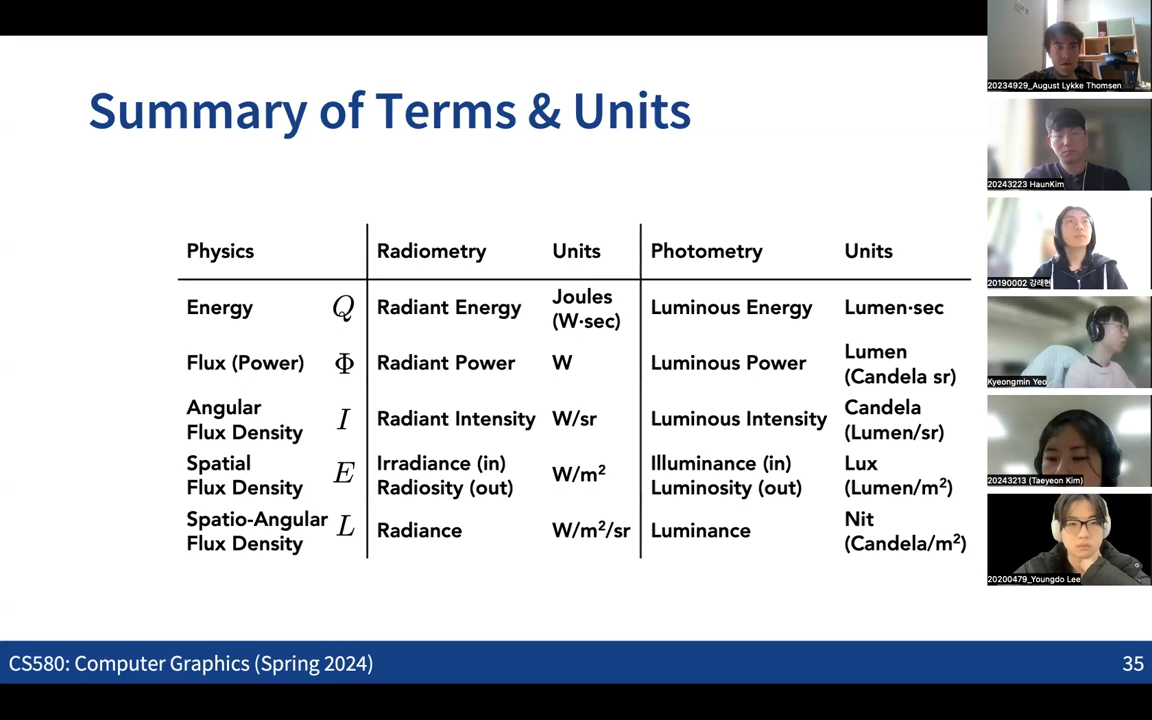 Summary of Terms & Units
Physics Radiometry Units Photometry Units
Energy Q Radiant Energy Joules (W·sec) Luminous Energy Lumen·sec
Flux (Power) Φ Radiant Power W Luminous Power Lumen (Candela sr)
Angular Flux Density I Radiant Intensity W/sr Luminous Intensity Candela (Lumen/sr)
Spatial Flux Density E Irradiance (in) Radiosity (out) W/m² Illuminance (in) Luminosity (out) Lux (Lumen/m²)
Spatio-Angular Flux Density L Radiance W/m²/sr Luminance Nit (Candela/m²)
CS580: Computer Graphics (Spring 2024) 35
20234929_August Lykke Thomsen
20243223 HaunKim
20190002 강래현
Kyeongmin Yeo
20243213 (Taeyeon Kim)
20200479_Youngdo Lee